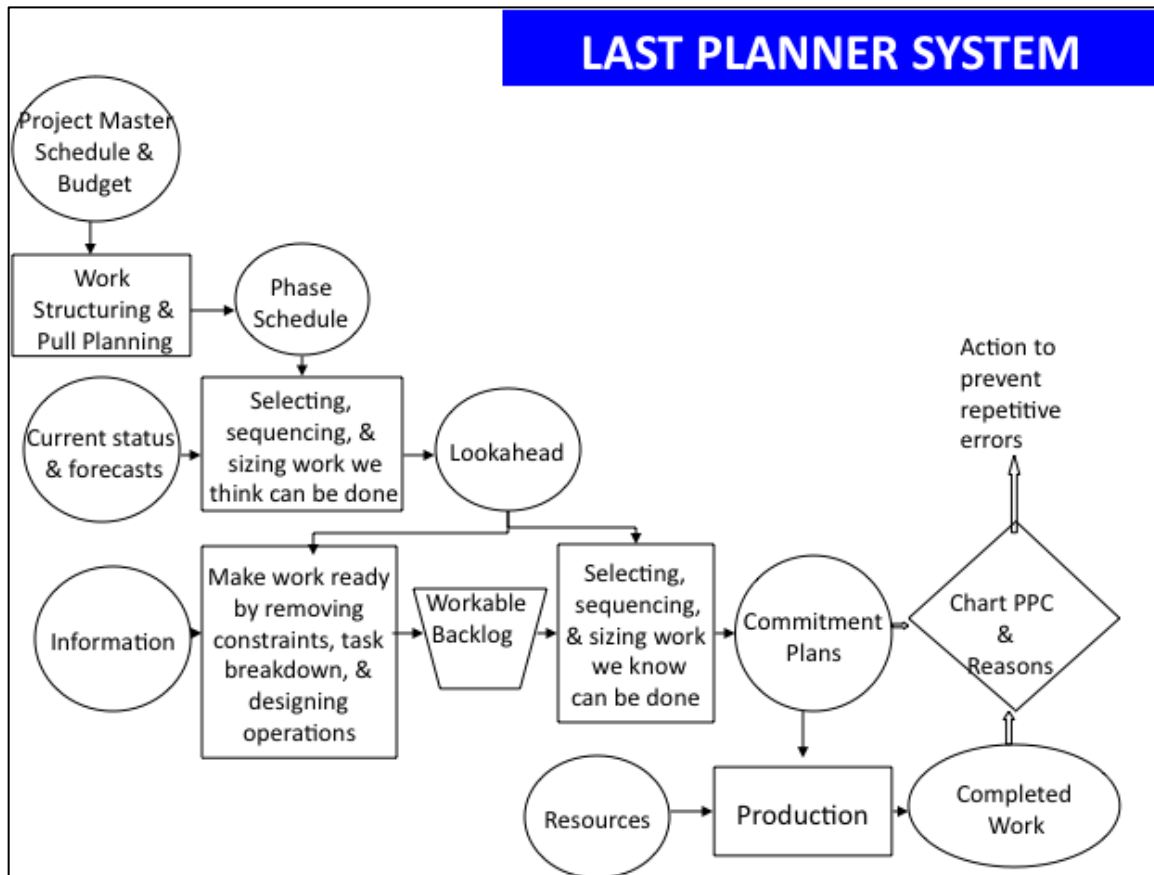 LAST PLANNER SYSTEM
Project Master
Schedule &
Budget
Work
Structuring &
Pull Planning
Phase
Schedule
Current status
& forecasts
Selecting,
sequencing, &
sizing work we
think can be done
Lookahead
Action to
prevent
repetitive
errors
Information
Make work ready
by removing
constraints, task
breakdown, &
designing
operations
Workable
Backlog
Selecting,
sequencing,
& sizing work
we know
can be done
Commitment
Plans
Chart PPC
&
Reasons
Resources
Production
Completed
Work